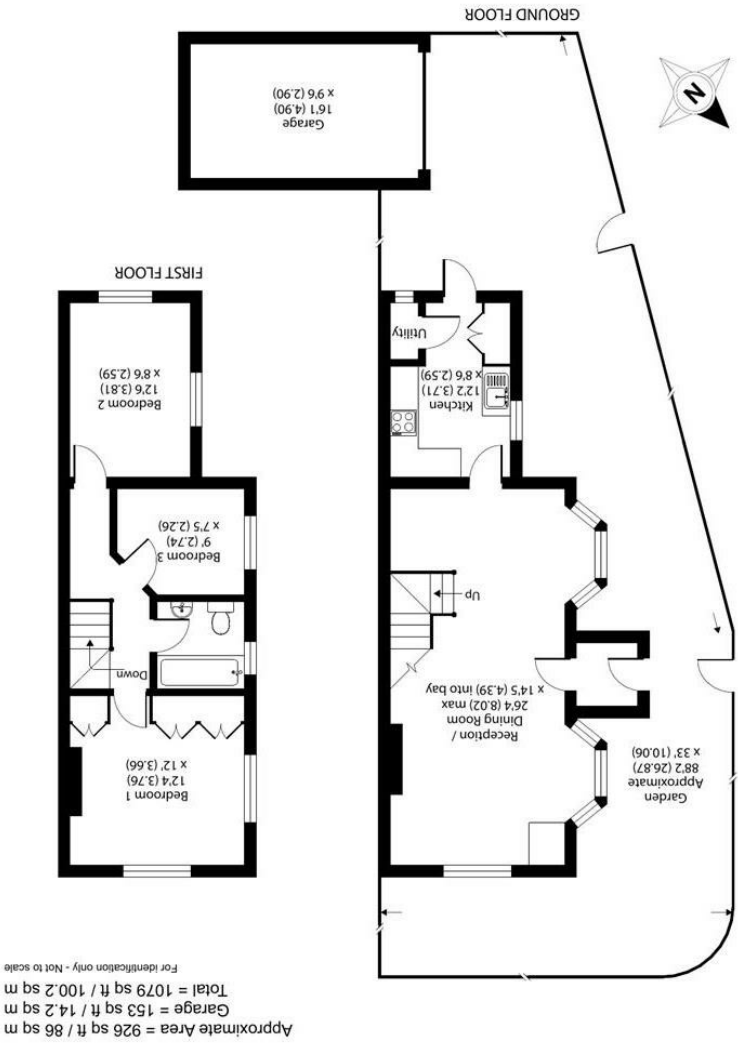 Approximate Area = 926 sq ft / 86 sq m
Garage = 153 sq ft / 14.2 sq m
Total = 1079 sq ft / 100.2 sq m
For identification only - Not to scale
Garden
Approximate
88'2 (26.87)
x 33' (10.06)
Reception /
Dining Room
26'4 (8.02) max
x 14'5 (4.39) into bay
Up
Kitchen
12'2 (3.71)
x 8'6 (2.59)
Utility
Garage
16'1 (4.90)
x 9'6 (2.90)
GROUND FLOOR
N
Bedroom 1
12'4 (3.76)
x 12' (3.66)
Down
Bedroom 3
9' (2.74)
x 7'5 (2.26)
Bedroom 2
12'6 (3.81)
x 8'6 (2.59)
FIRST FLOOR